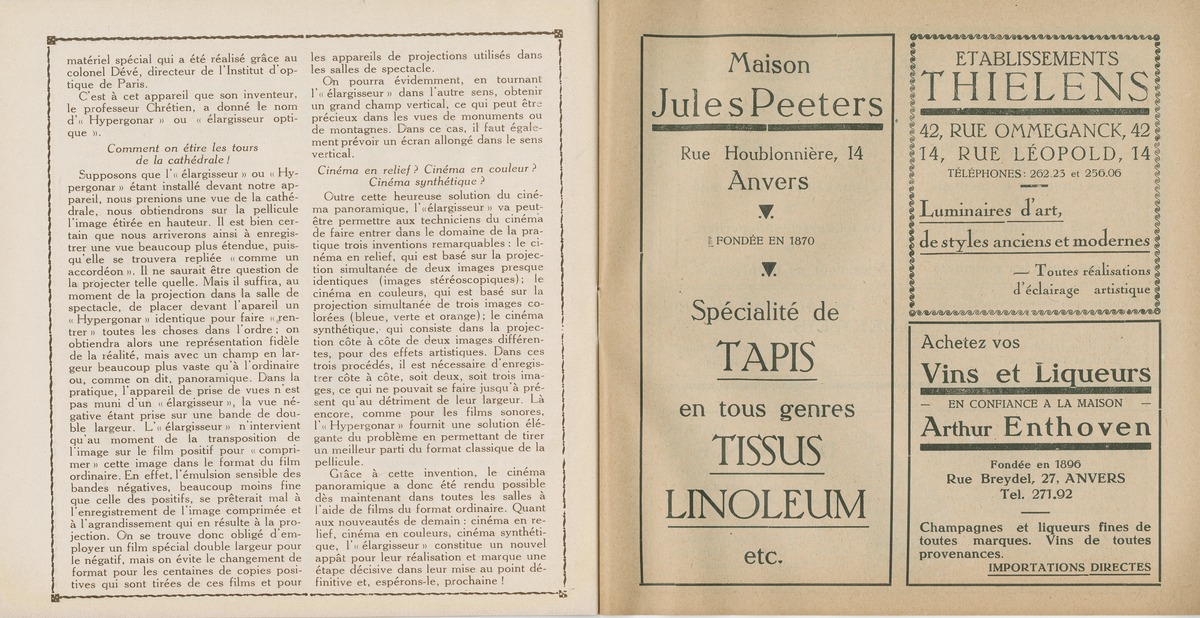 matériel spécial qui a été réalisé grâce au
colonel Dévé, directeur de l'Institut d'op-
tique de Paris.
C'est à cet appareil que son inventeur,
le professeur Chrétien, a donné le nom
d'« Hypergonar » ou « élargisseur opti-
que ».
Comment on étire les tours
de la cathédrale !
Supposons que l'« élargisseur » ou « Hy-
pergonar » étant installé devant notre ap-
pareil, nous prenions une vue de la cathé-
drale, nous obtiendrons sur la pellicule
l'image étirée en hauteur. Il est bien cer-
tain que nous arriverons ainsi à enregis-
trer une vue beaucoup plus étendue, puis-
qu'elle se trouvera repliée « comme un
accordéon ». Il ne saurait être question de
la projecter telle quelle. Mais il suffira, au
moment de la projection dans la salle de
spectacle, de placer devant l'apareil un
« Hypergonar » identique pour faire « ren-
trer » toutes les choses dans l'ordre ; on
obtiendra alors une représentation fidèle
de la réalité, mais avec un champ en lar-
geur beaucoup plus vaste qu'à l'ordinaire
ou, comme on dit, panoramique. Dans la
pratique, l'appareil de prise de vues n'est
pas muni d'un « élargisseur », la vue né-
gative étant prise sur une bande de dou-
ble largeur. L'« élargisseur » n'intervient
qu'au moment de la transposition de
l'image sur le film positif pour « compri-
mer » cette image dans le format du film
ordinaire. En effet, l'émulsion sensible des
bandes négatives, beaucoup moins fine
que celle des positifs, se prêterait mal à
l'enregistrement de l'image comprimée et
à l'agrandissement qui en résulte à la pro-
jection. On se trouve donc obligé d'em-
ployer un film spécial double largeur pour
le négatif, mais on évite le changement de
format pour les centaines de copies posi-
tives qui sont tirées de ces films et pour
les appareils de projections utilisés dans
les salles de spectacle.
On pourra évidemment, en tournant
l'« élargisseur » dans l'autre sens, obtenir
un grand champ vertical, ce qui peut être
précieux dans les vues de monuments ou
de montagnes. Dans ce cas, il faut égale-
ment prévoir un écran allongé dans le sens
vertical.
Cinéma en relief ? Cinéma en couleur ?
Cinéma synthétique ?
Outre cette heureuse solution du ciné-
ma panoramique, l'«élargisseur » va peut-
être permettre aux techniciens du cinéma
de faire entrer dans le domaine de la pra-
tique trois inventions remarquables : le ci-
néma en relief, qui est basé sur la projec-
tion simultanée de deux images presque
identiques (images stéréoscopiques) ; le
cinéma en couleurs, qui est basé sur la
projection simultanée de trois images co-
lorées (bleue, verte et orange) ; le cinéma
synthétique, qui consiste dans la projec-
tion côte à côte de deux images différen-
tes, pour des effets artistiques. Dans ces
trois procédés, il est nécessaire d'enregis-
trer côte à côte, soit deux, soit trois ima-
ges, ce qui ne pouvait se faire jusqu'à pré-
sent qu'au détriment de leur largeur. Là
encore, comme pour les films sonores,
l'« Hypergonar » fournit une solution élé-
gante du problème en permettant de tirer
un meilleur parti du format classique de la
pellicule.
Grâce à cette invention, le cinéma
panoramique a donc été rendu possible
dès maintenant dans toutes les salles à
l'aide de films du format ordinaire. Quant
aux nouveautés de demain : cinéma en re-
lief, cinéma en couleurs, cinéma synthéti-
que, l'« élargisseur » constitue un nouvel
appât pour leur réalisation et marque une
étape décisive dans leur mise au point dé-
finitive et, espérons-le, prochaine !
Maison
Jules Peeters
Rue Houblonnière, 14
Anvers
FONDÉE EN 1870
Spécialité de
TAPIS
en tous genres
TISSUS
LINOLEUM
etc.
ETABLISSEMENTS
THIELENS
42, RUE OMMEGANCK, 42
14, RUE LÉOPOLD, 14
TÉLÉPHONES : 262.23 et 256.06
Luminaires d'art,
de styles anciens et modernes
— Toutes réalisations
d'éclairage artistique
Achetez vos
Vins et Liqueurs
— EN CONFIANCE A LA MAISON —
Arthur Enthoven
Fondée en 1896
Rue Breydel, 27, ANVERS
Tel. 271.92
Champagnes et liqueurs fines de
toutes marques. Vins de toutes
provenances.
IMPORTATIONS DIRECTES